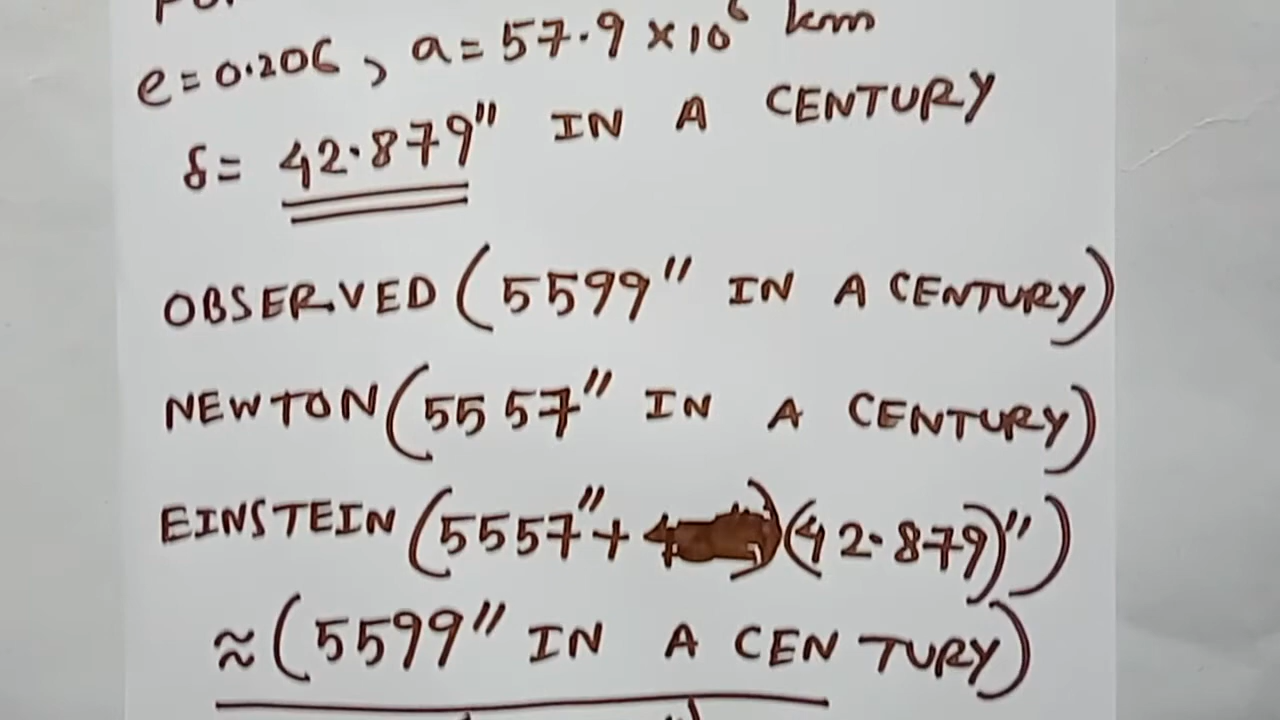 e=0.206, a=57.9×10⁶ km
δ= 42.879" IN A CENTURY
OBSERVED (5599" IN A CENTURY)
NEWTON (5557" IN A CENTURY)
EINSTEIN (5557"+ 4 (42.879)")
≈(5599" IN A CENTURY)